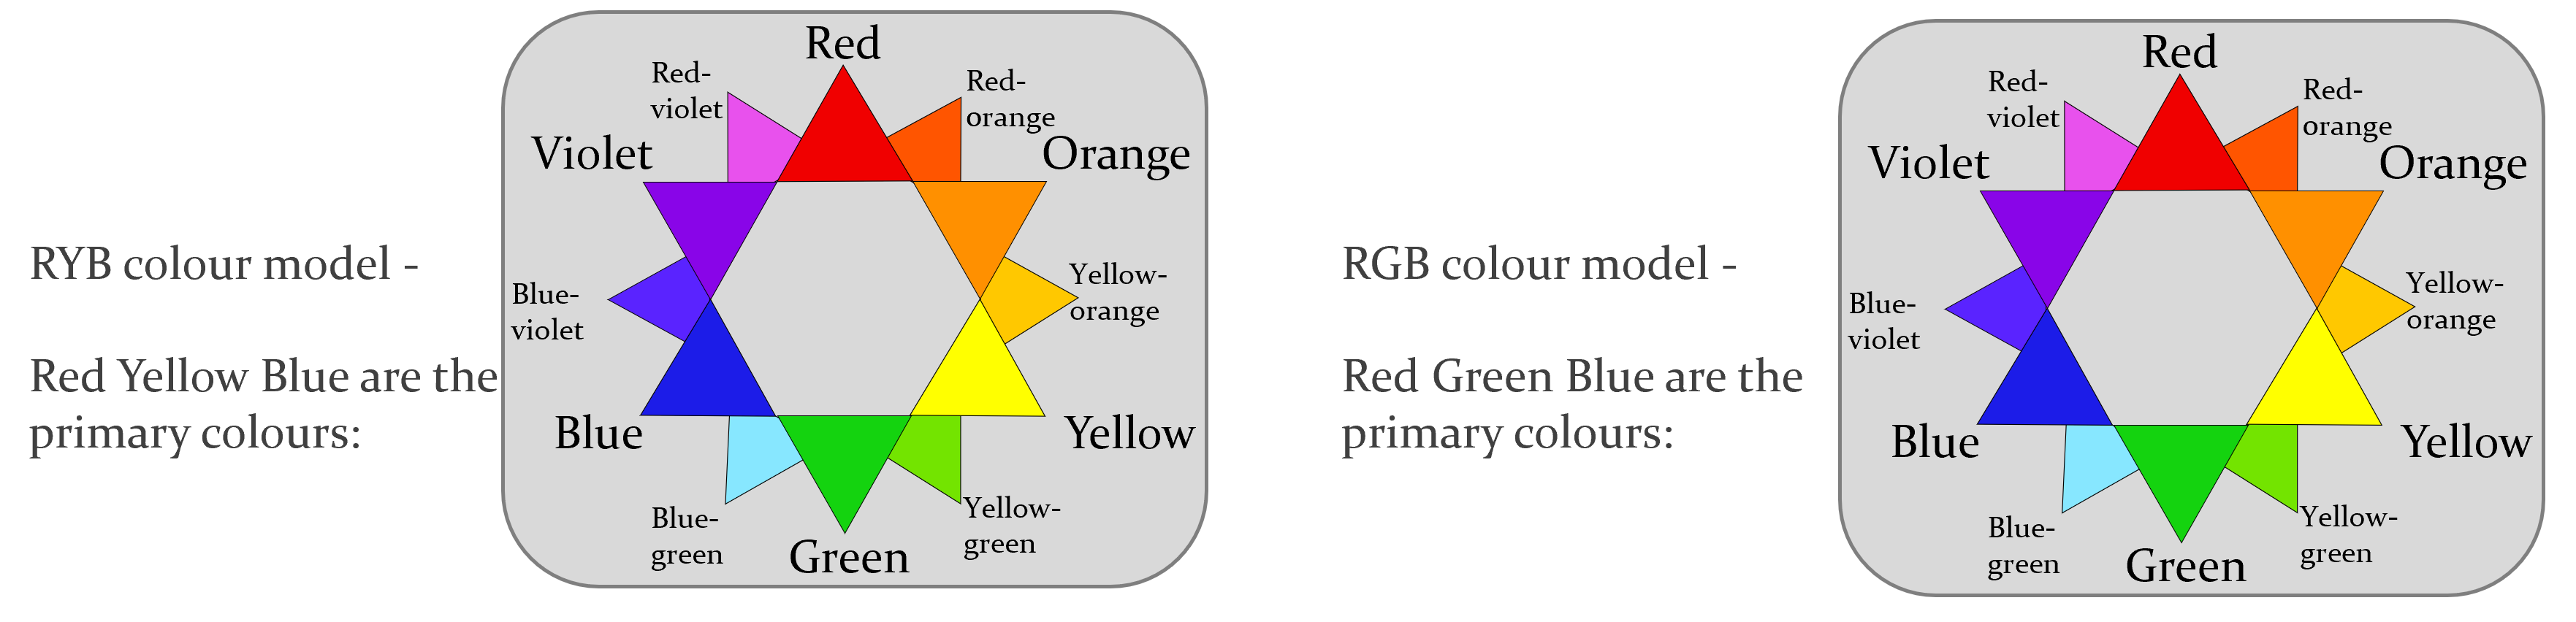 RYB colour model -
Red Yellow Blue are the
primary colours:
Red
Red-
violet
Red-
orange
Violet
Orange
Blue-
violet
Yellow-
orange
Blue
Yellow
Blue-
green
Yellow-
green
Green
RGB colour model -
Red Green Blue are the
primary colours:
Red
Red-
violet
Red-
orange
Violet
Orange
Blue-
violet
Yellow-
orange
Blue
Yellow
Blue-
green
Yellow-
green
Green